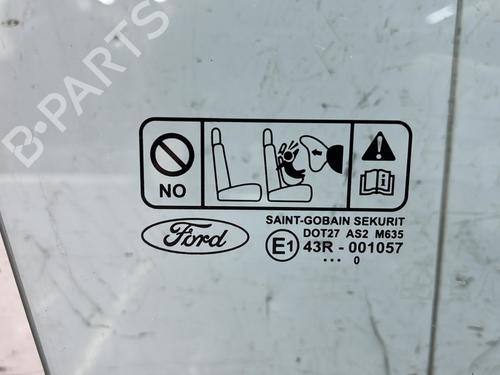 B-PARTS
NO
Ford
SAINT-GOBAIN SEKURIT
DOT27 AS2 M635
E1 43R - 001057
... 0